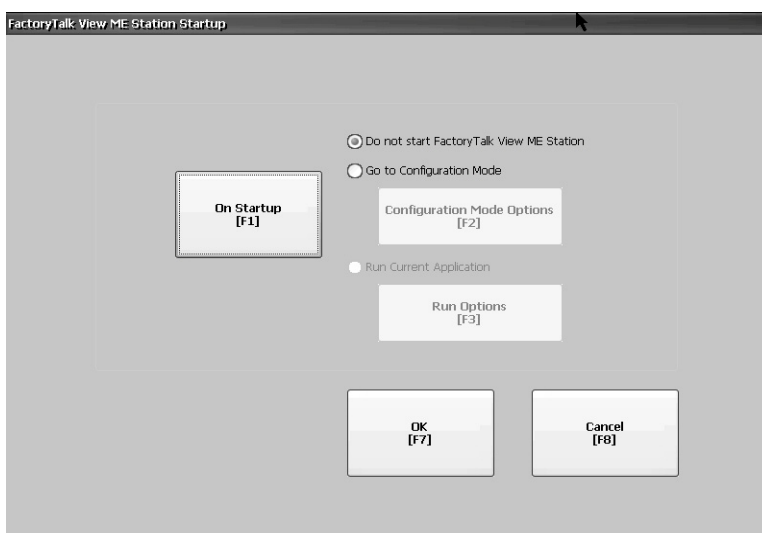 FactoryTalk View ME Station Startup
Do not start FactoryTalk View ME Station
Go to Configuration Mode
On Startup
[F1]
Configuration Mode Options
[F2]
Run Current Application
Run Options
[F3]
OK
[F7]
Cancel
[F8]